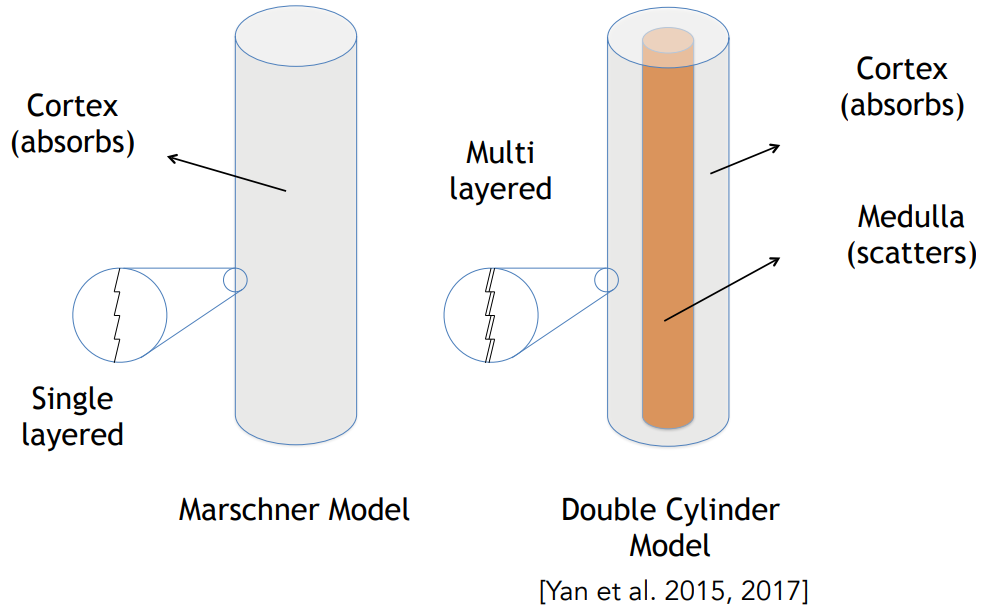 Cortex
(absorbs)
Single
layered
Marschner Model
Multi
layered
Cortex
(absorbs)
Medulla
(scatters)
Double Cylinder
Model
[Yan et al. 2015, 2017]